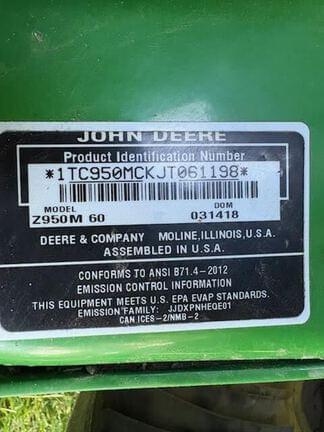 JOHN DEERE
Product Identification Number
*1TC950MCKJT061198*
MODEL DOM
Z950M 60 031418
DEERE & COMPANY MOLINE, ILLINOIS, U.S.A.
ASSEMBLED IN U.S.A.
CONFORMS TO ANSI B71.4-2012
EMISSION CONTROL INFORMATION
THIS EQUIPMENT MEETS U.S. EPA EVAP STANDARDS.
EMISSION FAMILY: JJDXPNHEQE01
CAN ICES-2/NMB-2